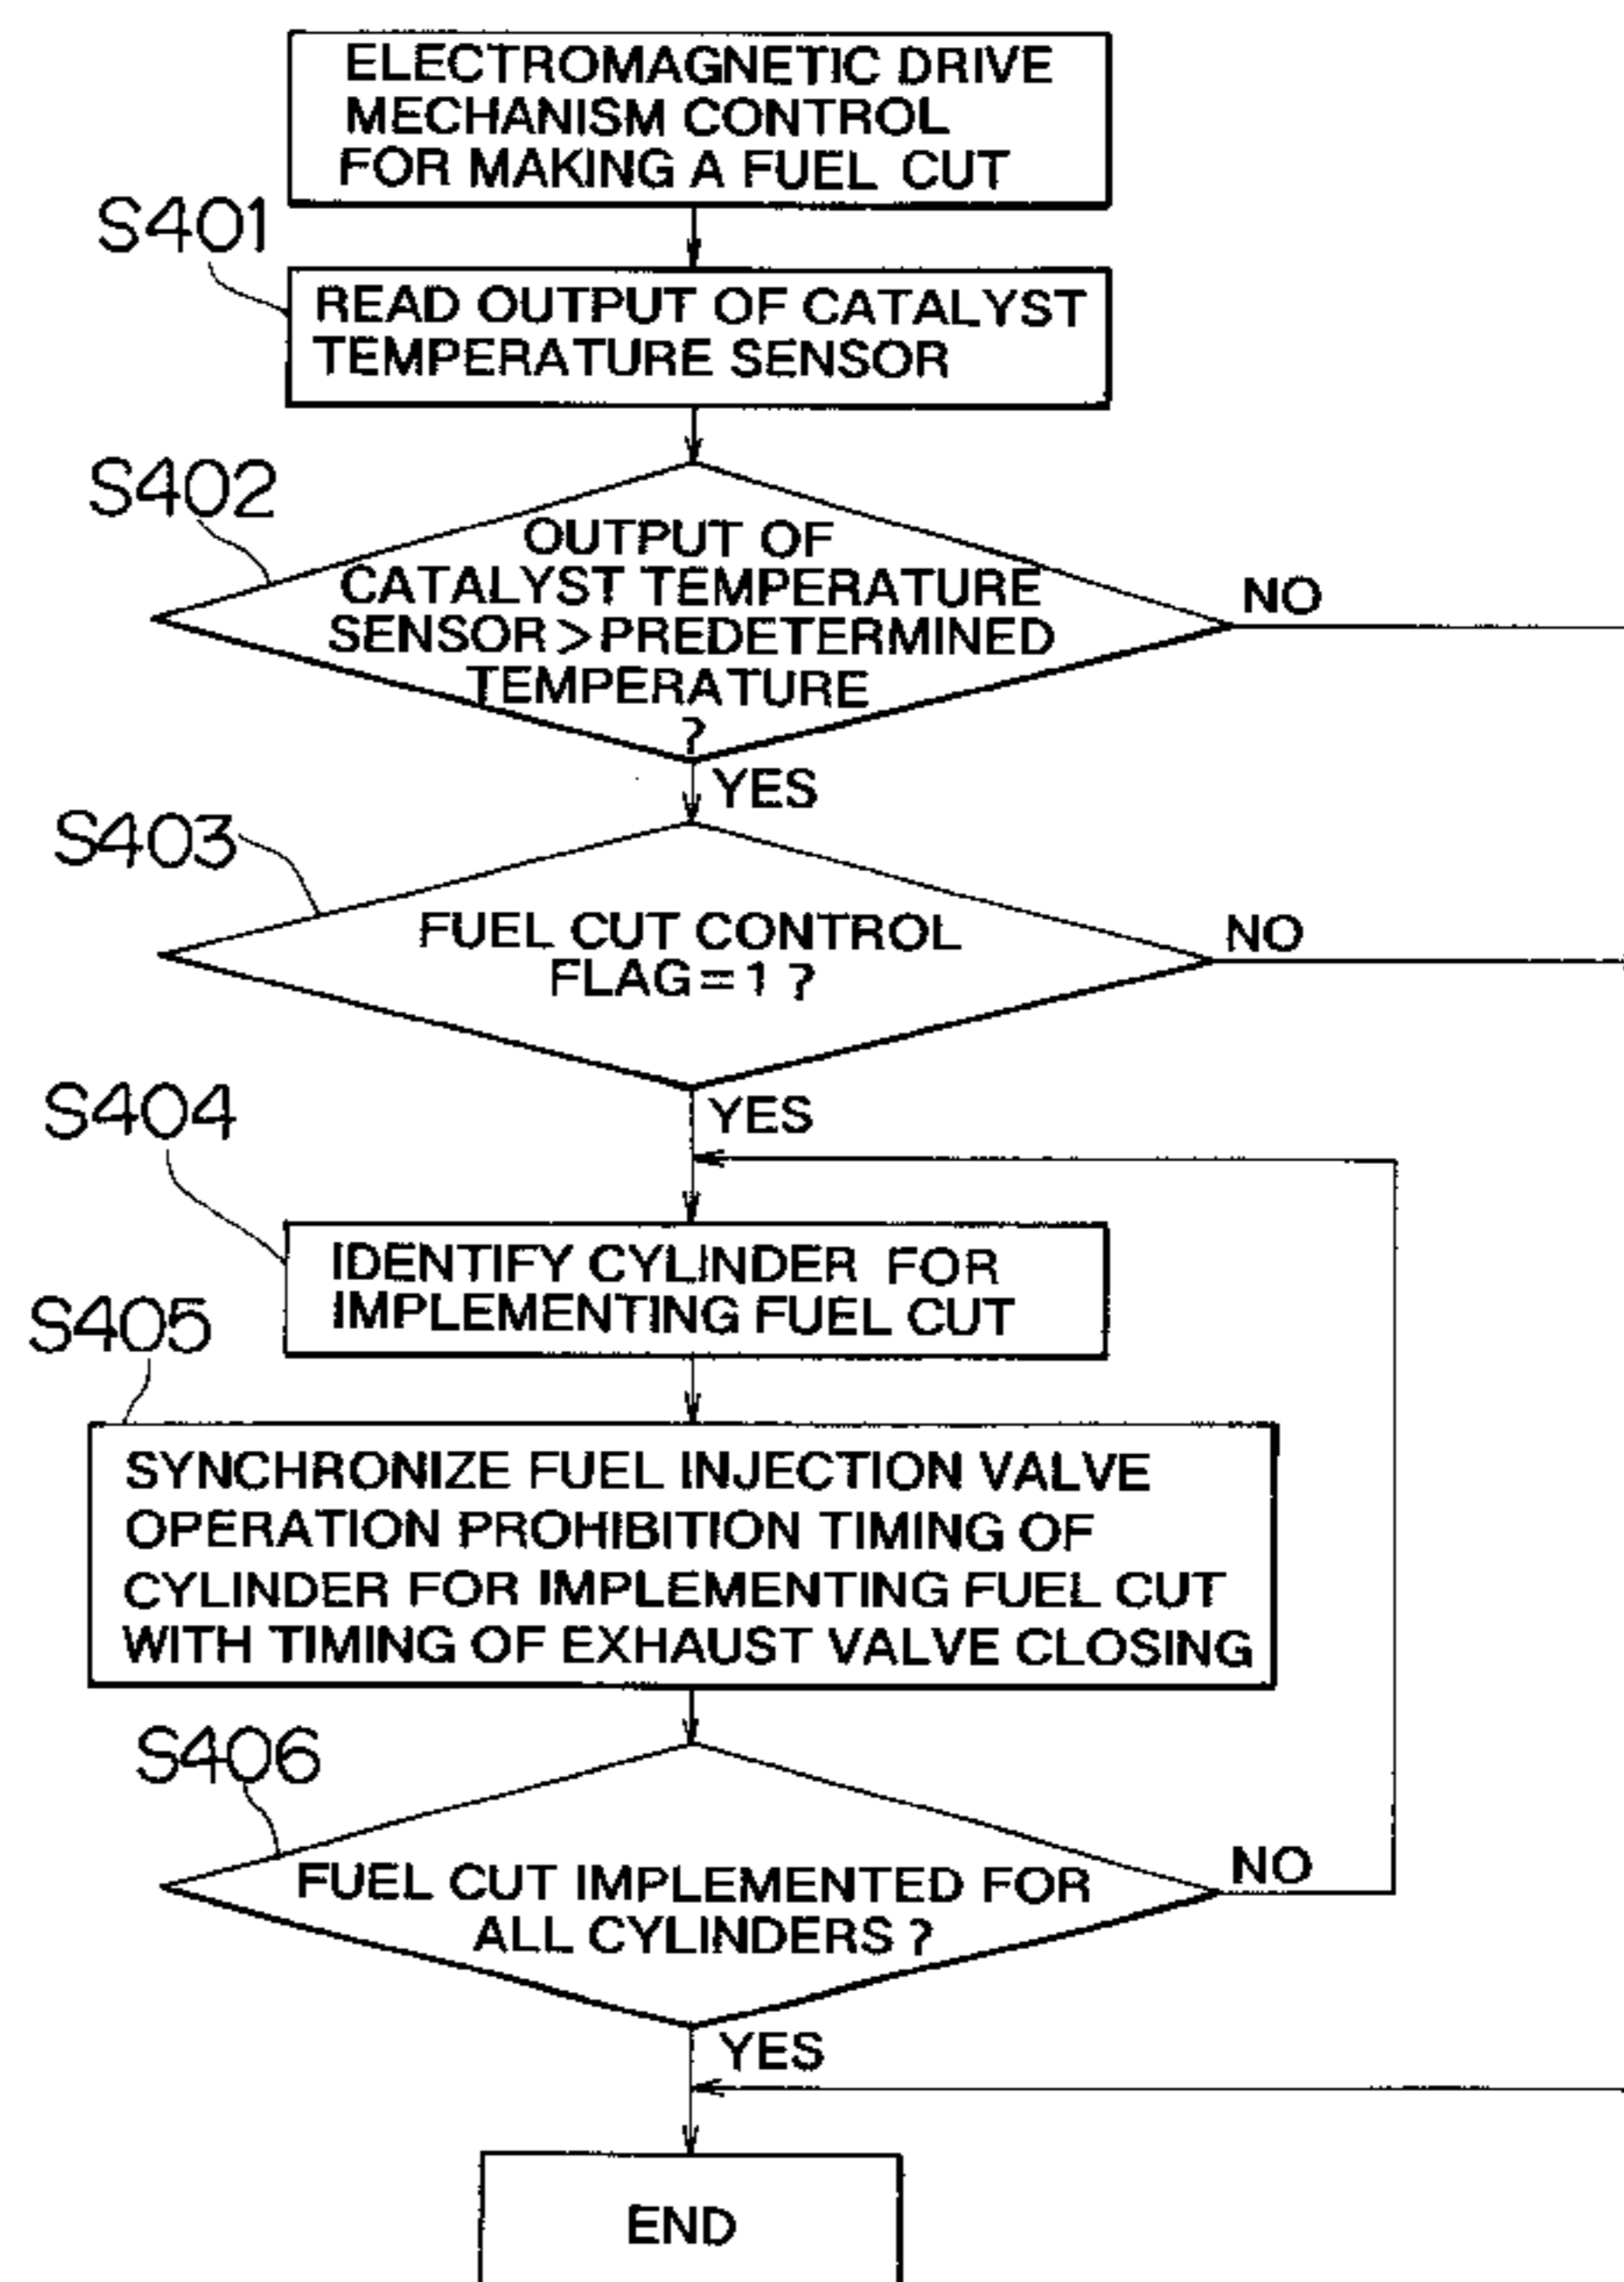 ELECTROMAGNETIC DRIVE
MECHANISM CONTROL
FOR MAKING A FUEL CUT
S401
READ OUTPUT OF CATALYST
TEMPERATURE SENSOR
S402
OUTPUT OF
CATALYST TEMPERATURE
SENSOR > PREDETERMINED
TEMPERATURE
?
NO
YES
S403
FUEL CUT CONTROL
FLAG = 1 ?
NO
YES
S404
IDENTIFY CYLINDER FOR
IMPLEMENTING FUEL CUT
S405
SYNCHRONIZE FUEL INJECTION VALVE
OPERATION PROHIBITION TIMING OF
CYLINDER FOR IMPLEMENTING FUEL CUT
WITH TIMING OF EXHAUST VALVE CLOSING
S406
FUEL CUT IMPLEMENTED FOR
ALL CYLINDERS ?
NO
YES
END